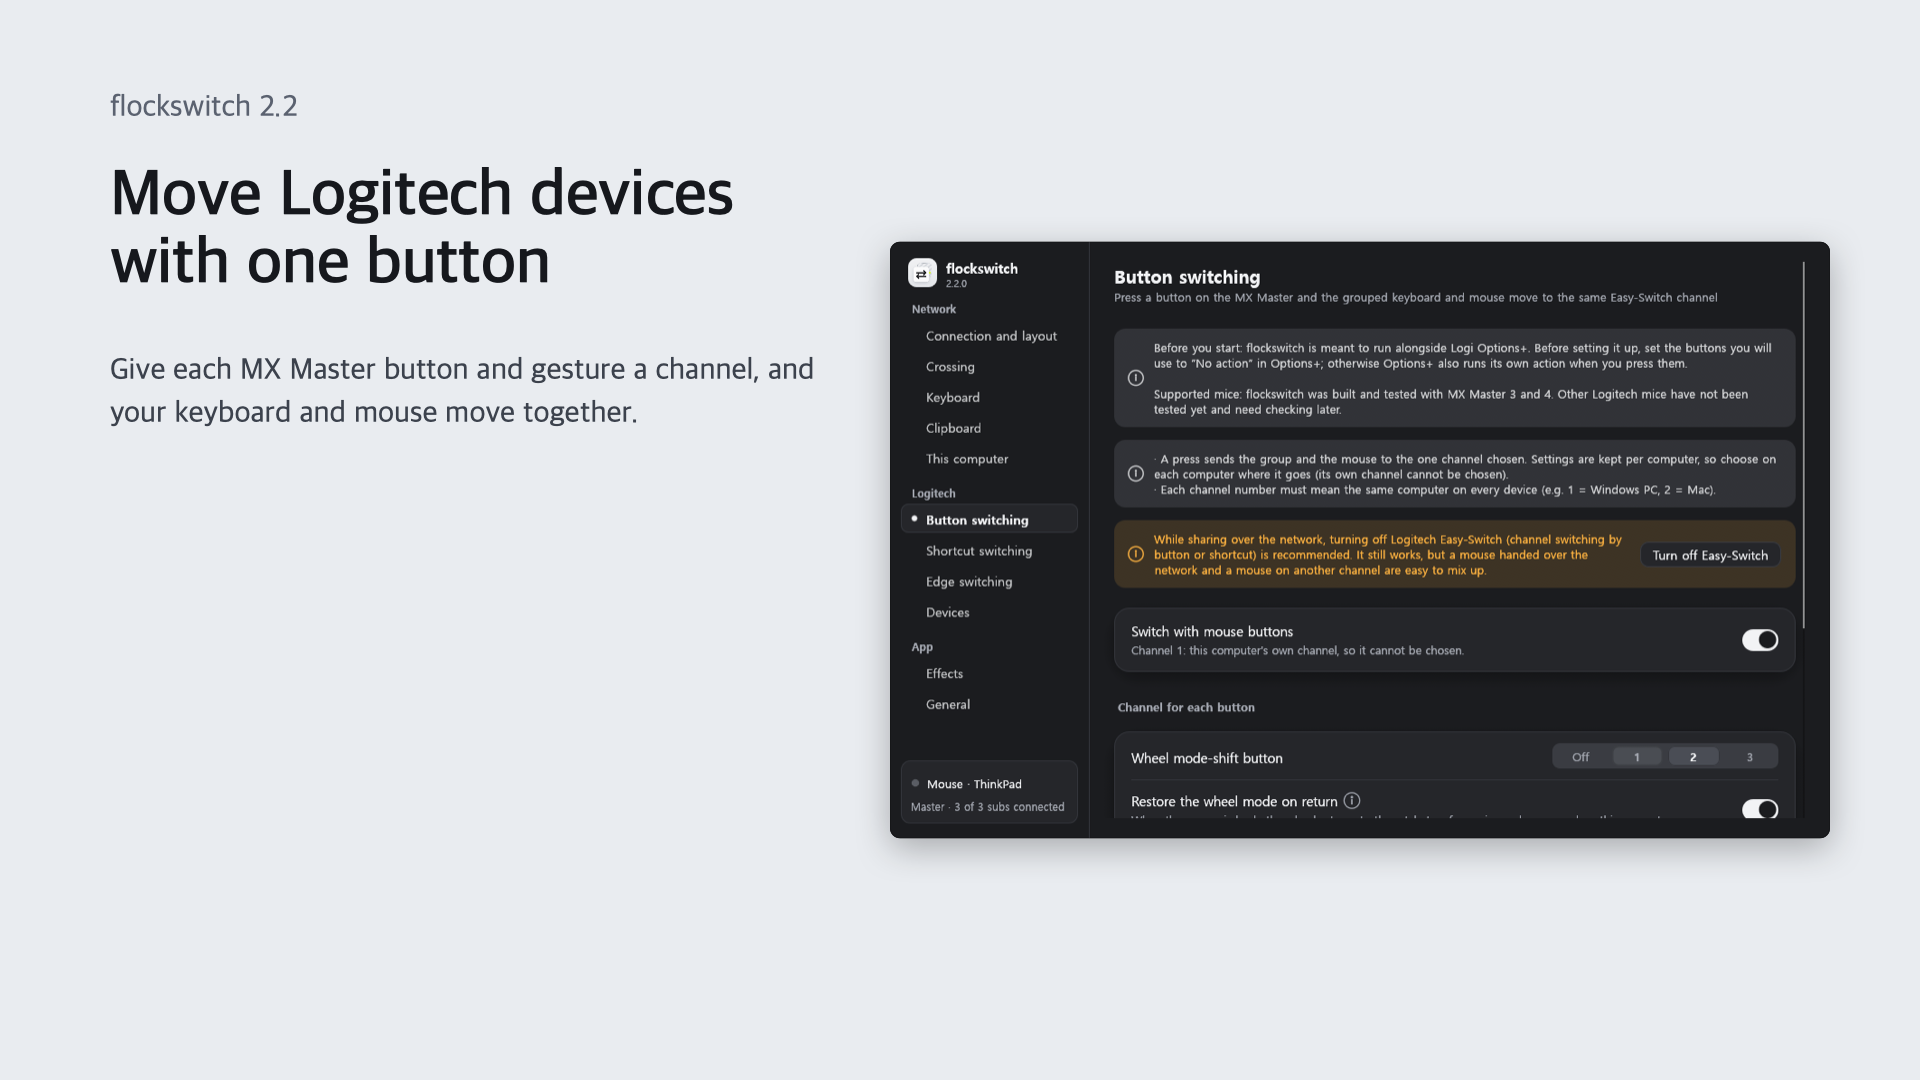 flockswitch 2.2
Move Logitech devices
with one button
Give each MX Master button and gesture a channel, and
your keyboard and mouse move together.
flockswitch
2.2.0
Network
Connection and layout
Crossing
Keyboard
Clipboard
This computer
Logitech
Button switching
Shortcut switching
Edge switching
Devices
App
Effects
General
Mouse · ThinkPad
Master · 3 of 3 subs connected
Button switching
Press a button on the MX Master and the grouped keyboard and mouse move to the same Easy-Switch channel
Before you start: flockswitch is meant to run alongside Logi Options+. Before setting it up, set the buttons you will
use to “No action” in Options+; otherwise Options+ also runs its own action when you press them.
Supported mice: flockswitch was built and tested with MX Master 3 and 4. Other Logitech mice have not been
tested yet and need checking later.
· A press sends the group and the mouse to the one channel chosen. Settings are kept per computer, so choose on
each computer where it goes (its own channel cannot be chosen).
· Each channel number must mean the same computer on every device (e.g. 1 = Windows PC, 2 = Mac).
While sharing over the network, turning off Logitech Easy-Switch (channel switching by
button or shortcut) is recommended. It still works, but a mouse handed over the
network and a mouse on another channel are easy to mix up.
Turn off Easy-Switch
Switch with mouse buttons
Channel 1: this computer's own channel, so it cannot be chosen.
Channel for each button
Wheel mode-shift button
Off 1 2 3
Restore the wheel mode on return